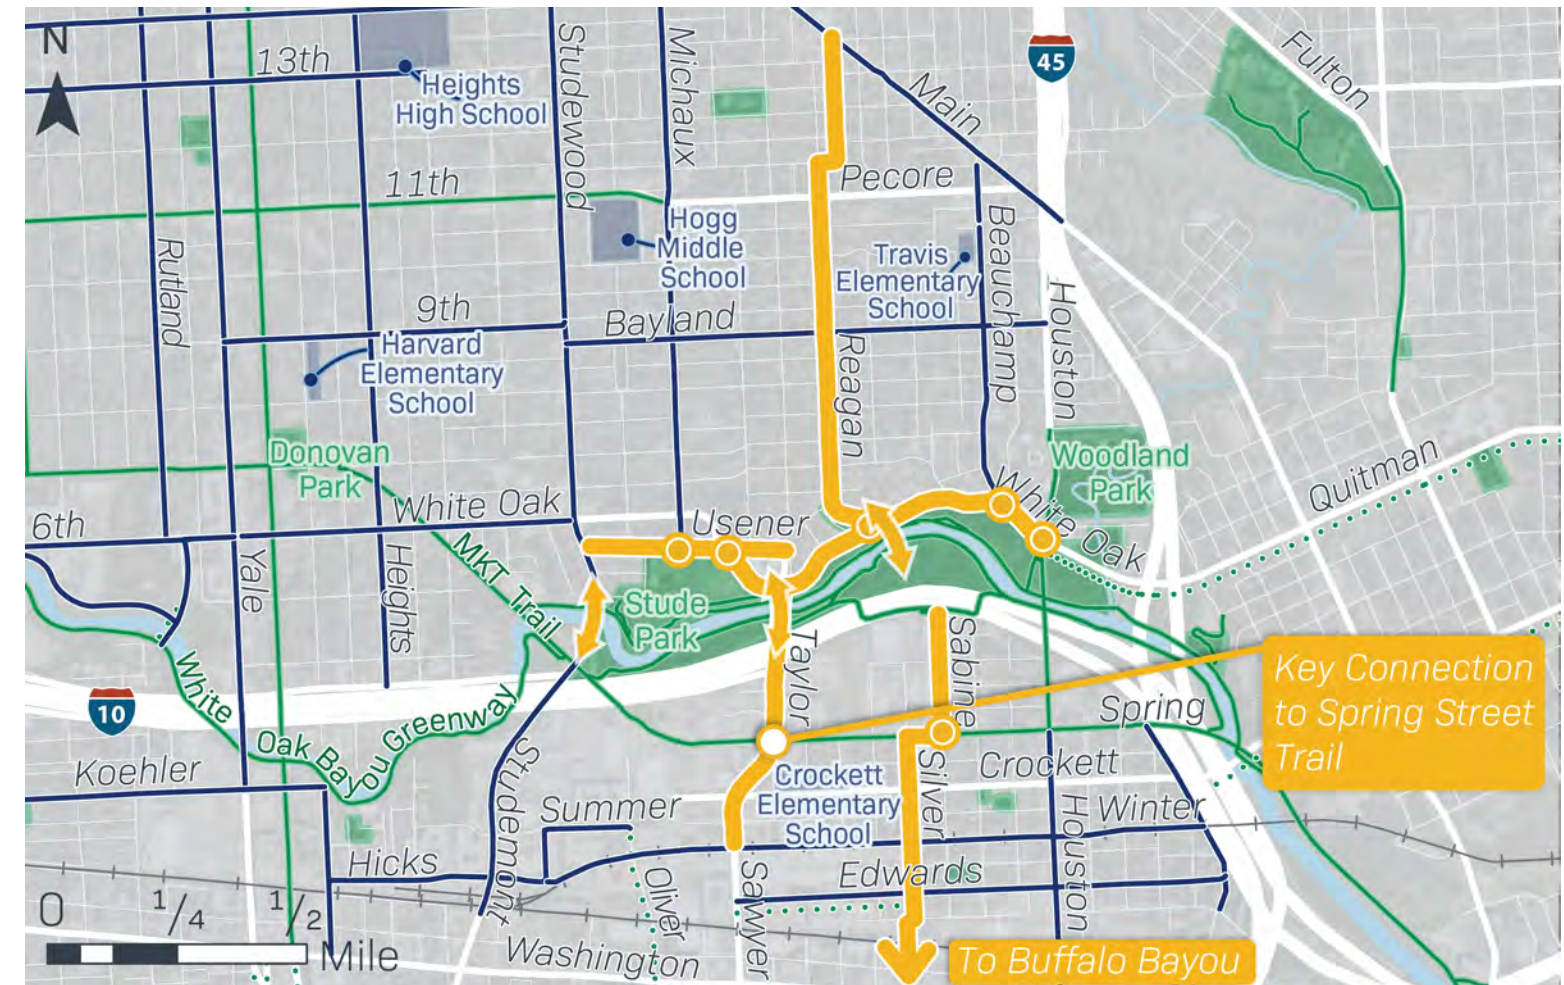 N
13th
Heights
High School
Studewood
Michaux
Main
45
Fulton
11th
Pecore
Rutland
Hogg
Middle
School
Travis
Elementary
School
Beauchamp
Houston
9th
Bayland
Harvard
Elementary
School
Reagan
Donovan
Park
Woodland
Park
Quitman
White Oak
Usener
White Oak
6th
Yale
Heights
MKT Trail
Stude
Park
Taylor
Sabine
Key Connection
to Spring Street
Trail
10
White
Oak Bayou Greenway
Spring
Koehler
Studemont
Summer
Crockett
Elementary
School
Silver
Crockett
Houston
Winter
Hicks
Oliver
Sawyer
Edwards
0 1/4 1/2
Mile
Washington
To Buffalo Bayou